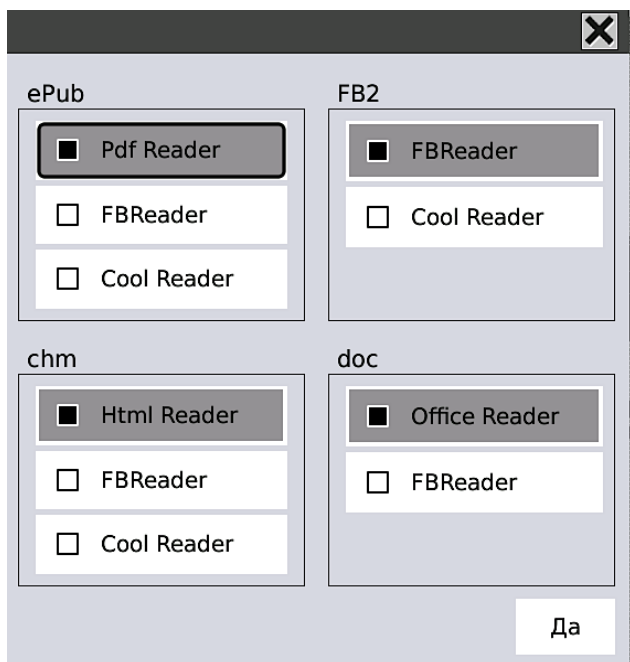 ePub
Pdf Reader
FBReader
Cool Reader
FB2
FBReader
Cool Reader
chm
Html Reader
FBReader
Cool Reader
doc
Office Reader
FBReader
Да